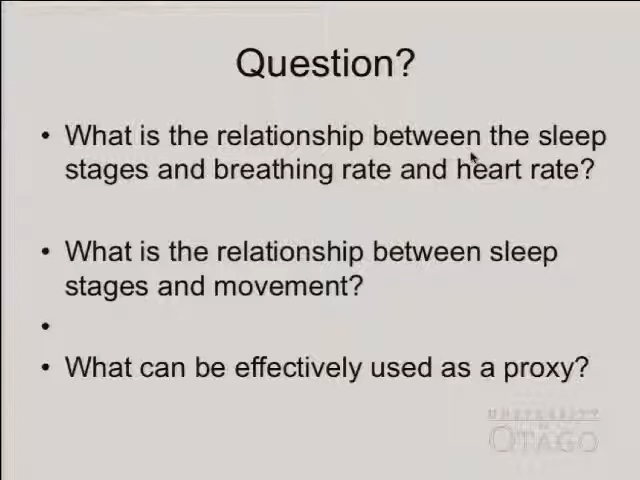 Question?
• What is the relationship between the sleep
stages and breathing rate and heart rate?
• What is the relationship between sleep
stages and movement?
•
• What can be effectively used as a proxy?
UNIVERSITY
OTAGO